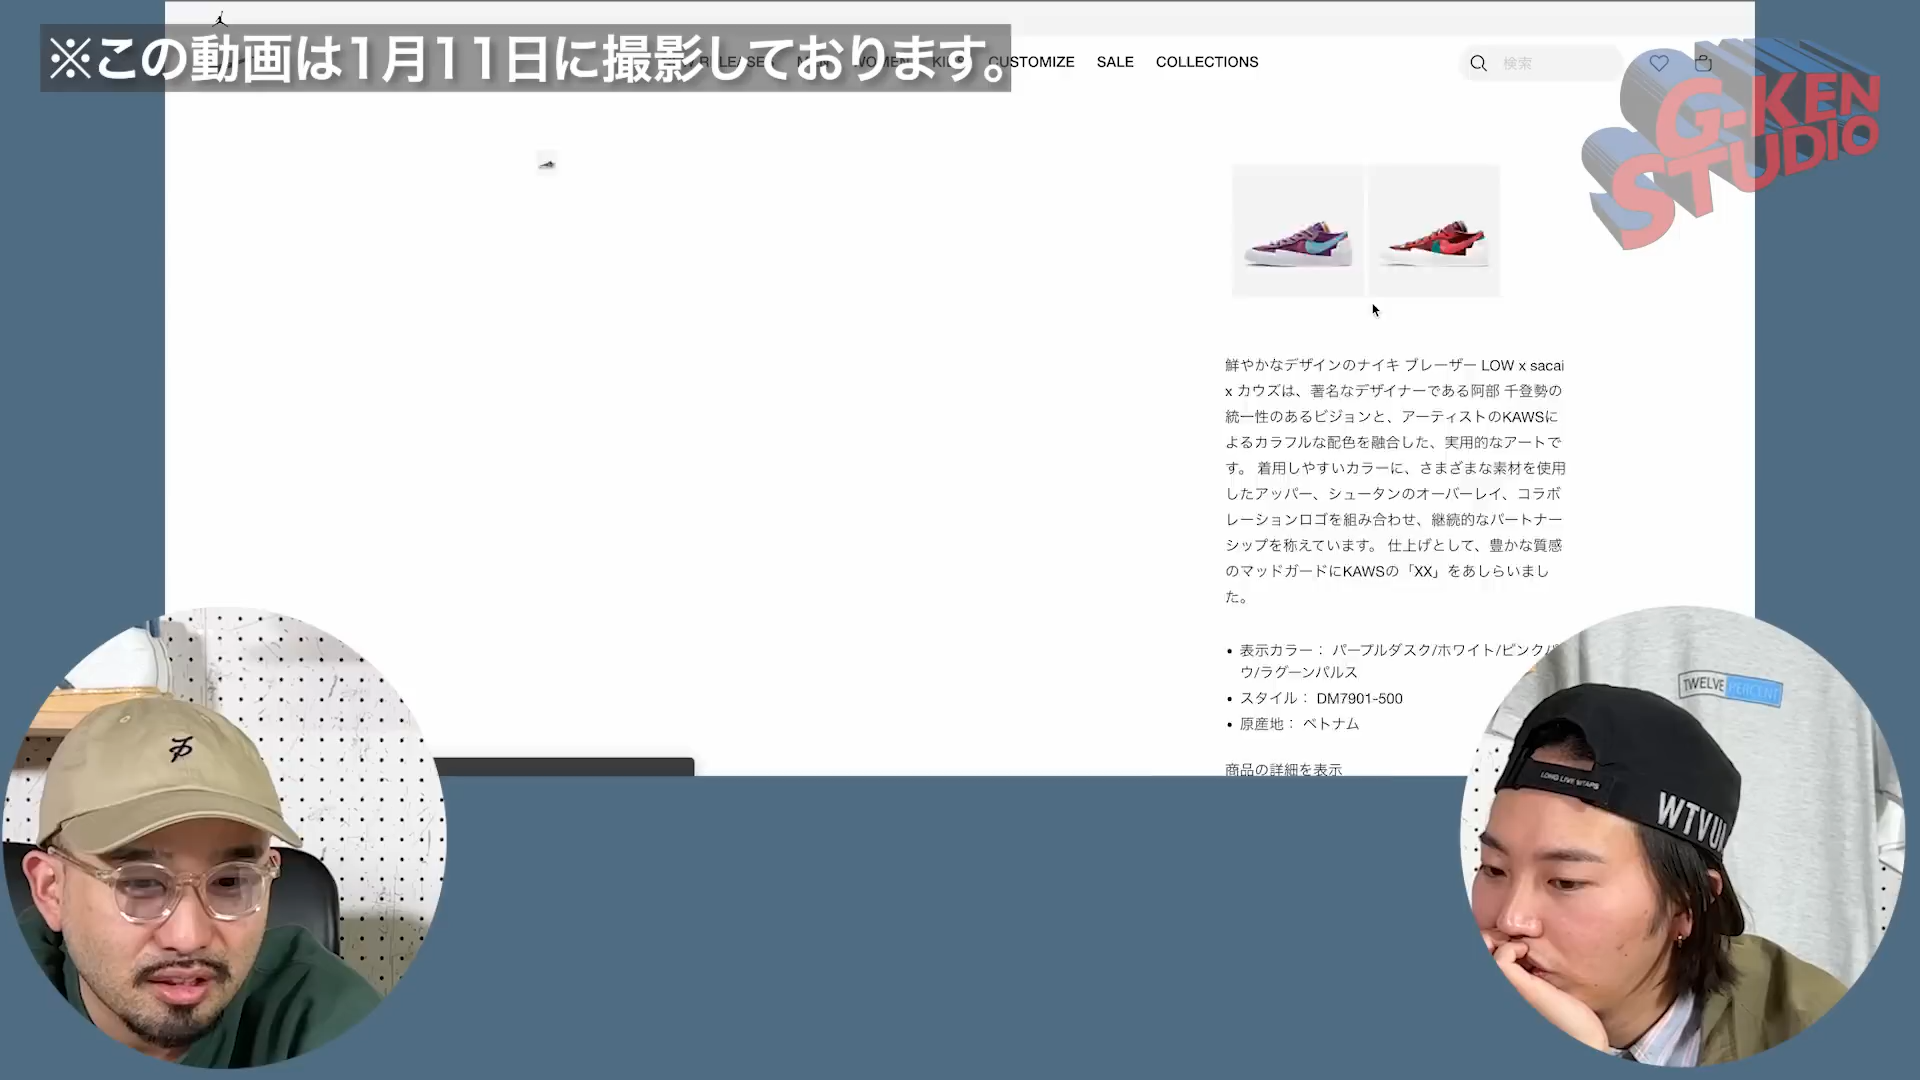 ※この動画は1月11日に撮影しております。
CUSTOMIZE SALE COLLECTIONS
検索
G-KEN
STUDIO
鮮やかなデザインのナイキ ブレーザー LOW x sacai
x カウズは、著名なデザイナーである阿部 千登勢の
統一性のあるビジョンと、アーティストのKAWSに
よるカラフルな配色を融合した、実用的なアートで
す。 着用しやすいカラーに、さまざまな素材を使用
したアッパー、シュータンのオーバーレイ、コラボ
レーションロゴを組み合わせ、継続的なパートナー
シップを称えています。 仕上げとして、豊かな質感
のマッドガードにKAWSの「XX」をあしらいまし
た。
• 表示カラー： パープルダスク/ホワイト/ピンク/
ウ/ラグーンパルス
• スタイル： DM7901-500
• 原産地： ベトナム
商品の詳細を表示
TWELVE PERCENT
LONG LIVE WTAPS
WTVU